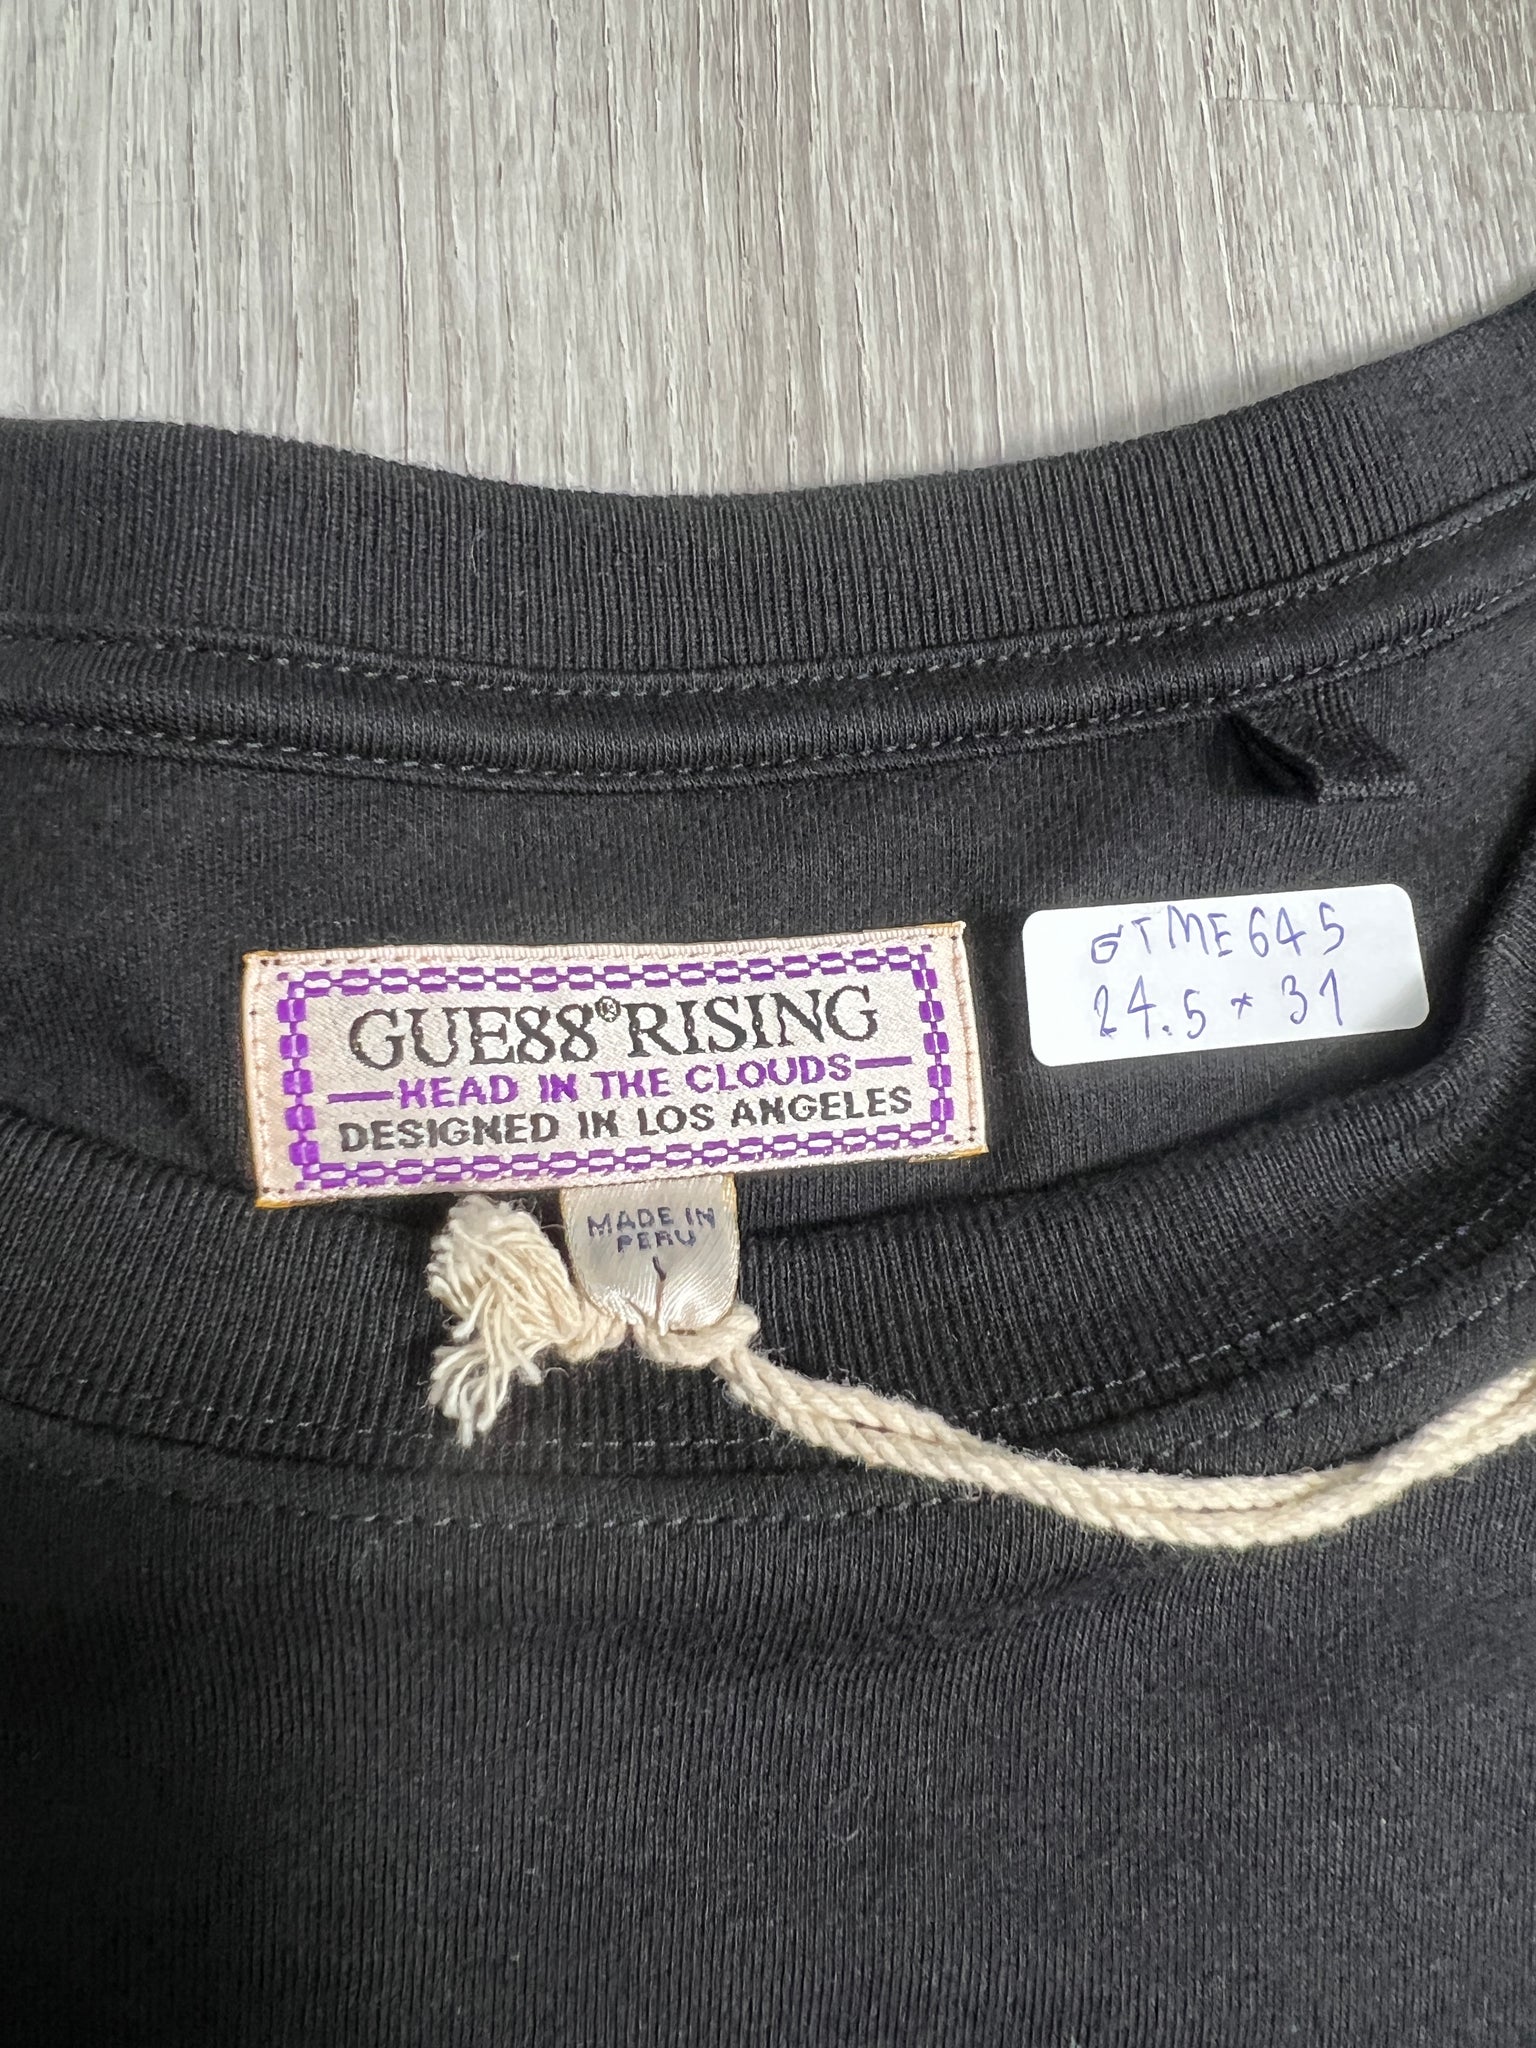 GUE88®RISING
HEAD IN THE CLOUDS
DESIGNED IN LOS ANGELES
MADE IN
PERU
GTME645
24.5 * 31